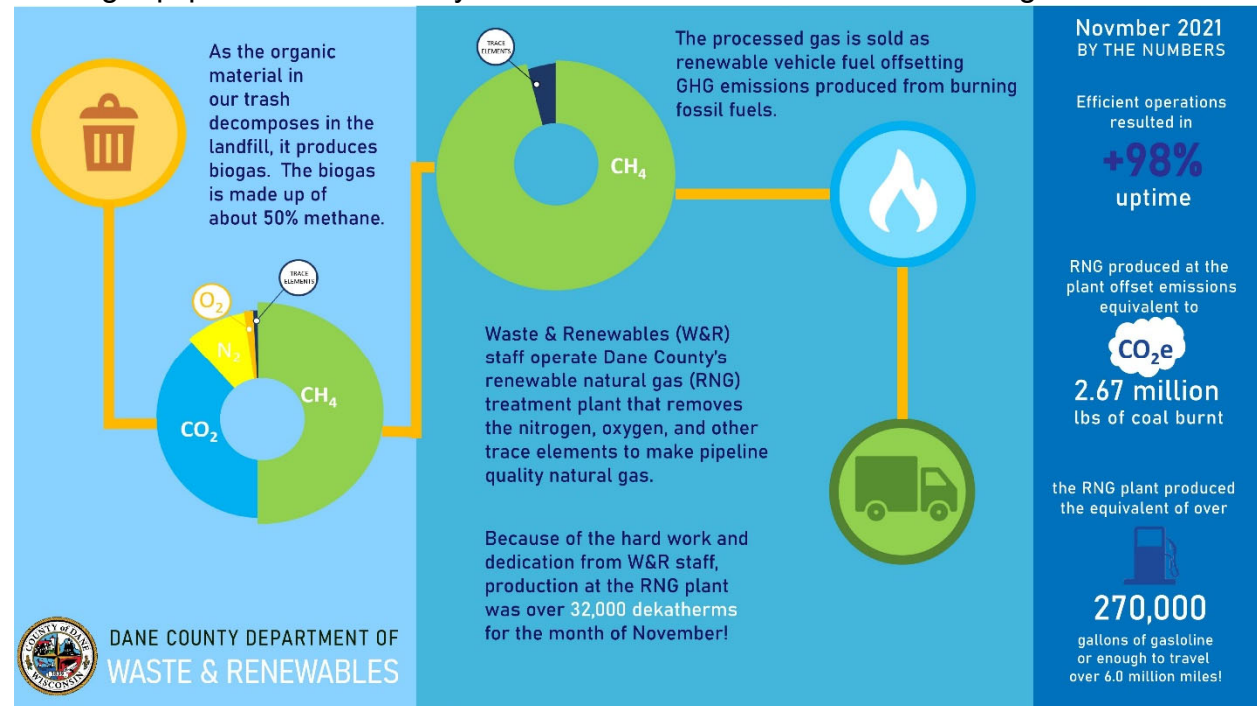 As the organic
material in
our trash
decomposes in the
landfill, it produces
biogas. The biogas
is made up of
about 50% methane.
O₂
TRACE
ELEMENTS
N₂
CH₄
CO₂
DANE COUNTY DEPARTMENT OF
WASTE & RENEWABLES
COUNTY of DANE
WISCONSIN
TRACE
ELEMENTS
CH₄
The processed gas is sold as
renewable vehicle fuel offsetting
GHG emissions produced from burning
fossil fuels.
Waste & Renewables (W&R)
staff operate Dane County's
renewable natural gas (RNG)
treatment plant that removes
the nitrogen, oxygen, and other
trace elements to make pipeline
quality natural gas.
Because of the hard work and
dedication from W&R staff,
production at the RNG plant
was over 32,000 dekatherms
for the month of November!
Novmber 2021
BY THE NUMBERS
Efficient operations
resulted in
+98%
uptime
RNG produced at the
plant offset emissions
equivalent to
CO₂e
2.67 million
lbs of coal burnt
the RNG plant produced
the equivalent of over
270,000
gallons of gastoline
or enough to travel
over 6.0 million miles!